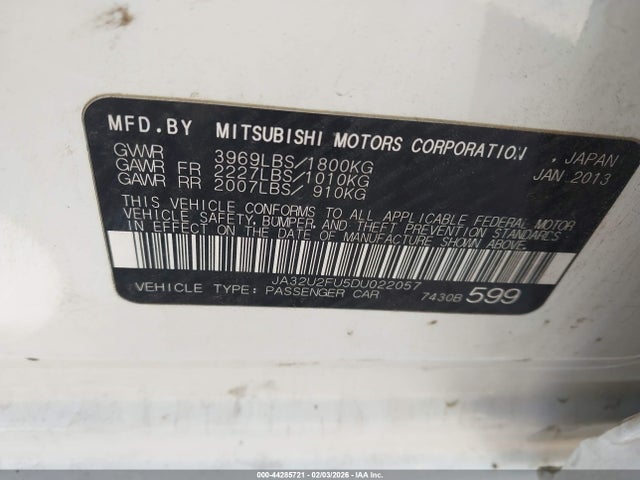 MFD.BY MITSUBISHI MOTORS CORPORATION , JAPAN
GVWR 3969LBS/1800KG JAN 2013
GAWR FR 2227LBS/1010KG
GAWR RR 2007LBS/ 910KG
THIS VEHICLE CONFORMS TO ALL APPLICABLE FEDERAL MOTOR
VEHICLE SAFETY, BUMPER, AND THEFT PREVENTION STANDARDS
IN EFFECT ON THE DATE OF MANUFACTURE SHOWN ABOVE.
JA32U2FU5DU022057
VEHICLE TYPE: PASSENGER CAR 7430B 599
000-44285721 - 02/03/2026 - IAAI